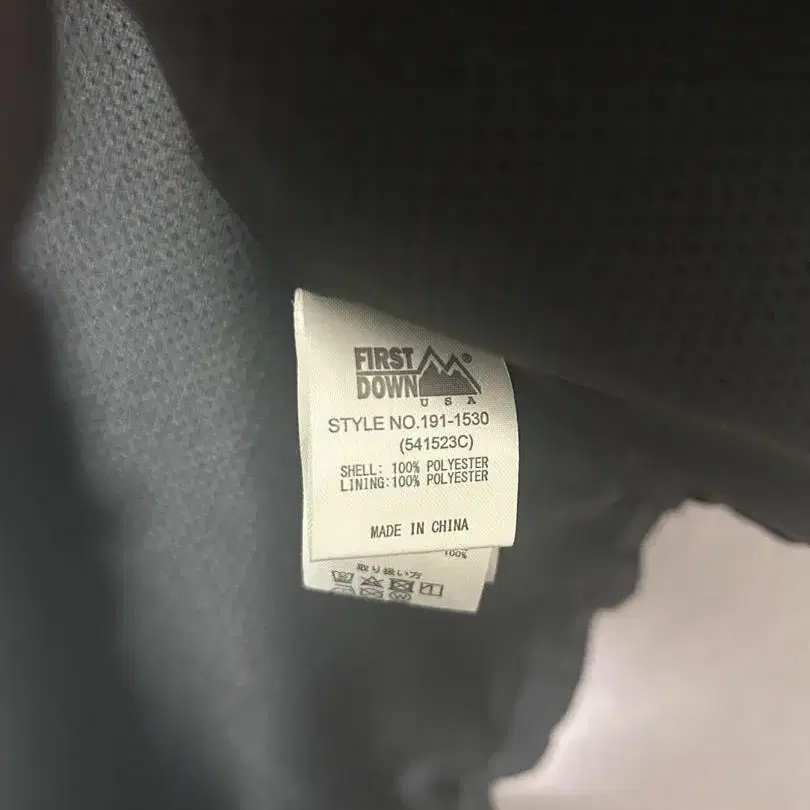 FIRST
DOWN®
USA
STYLE NO.191-1530
(541523C)
SHELL: 100% POLYESTER
LINING:100% POLYESTER
MADE IN CHINA
100%
取り扱い方